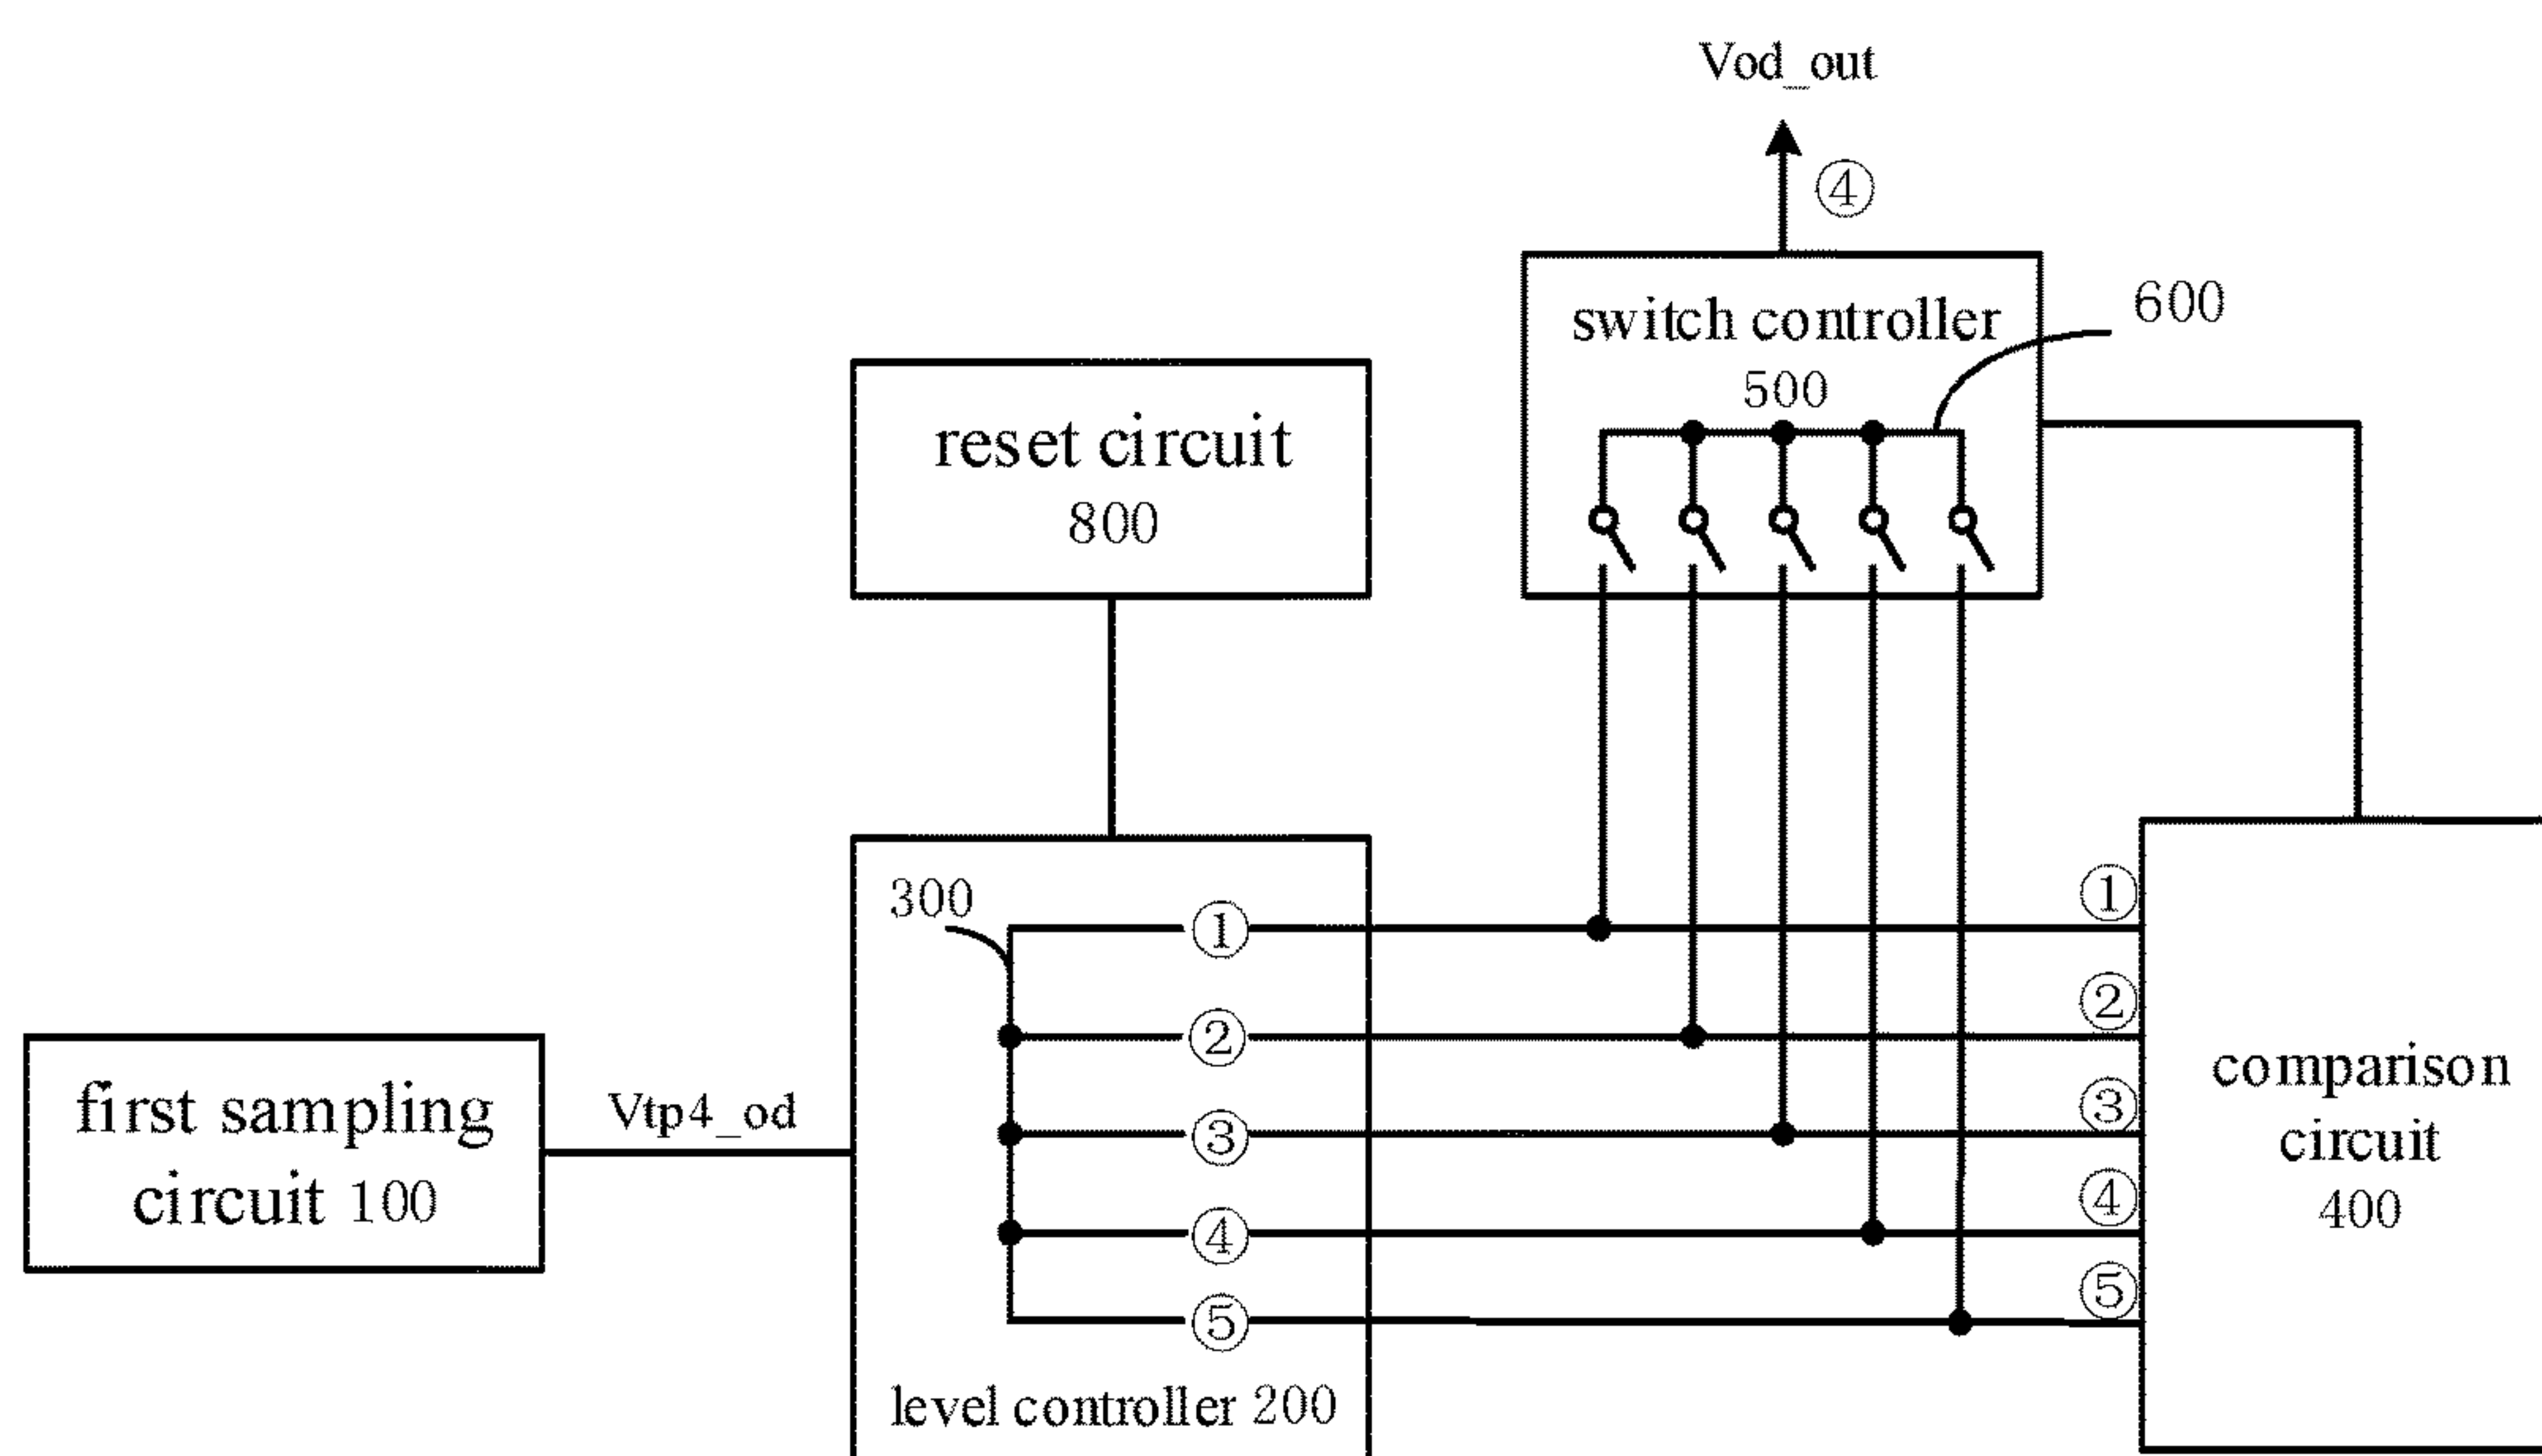 Vod_out
④
switch controller
500
600
reset circuit
800
300
①
②
③
④
⑤
level controller 200
first sampling
circuit 100
Vtp4_od
①
②
③
④
⑤
comparison
circuit
400